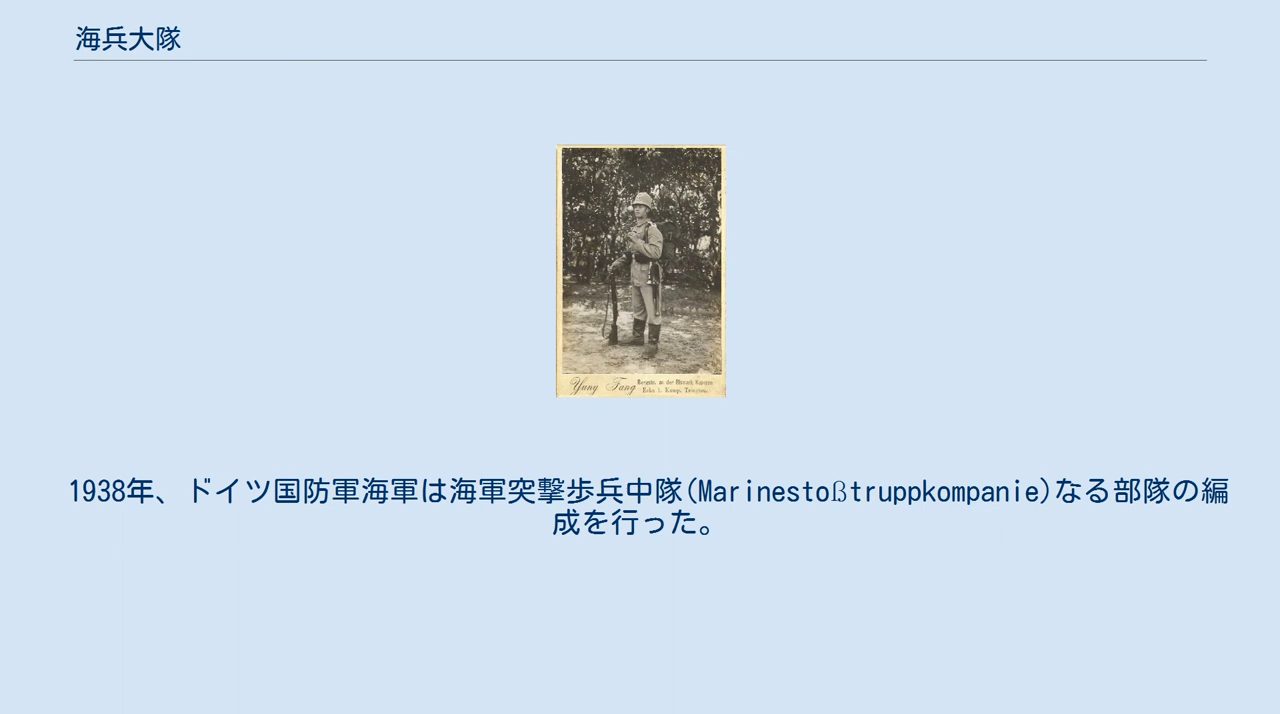 海兵大隊
Yung Fang
1938年、ドイツ国防軍海軍は海軍突撃歩兵中隊(Marinestoßtruppkompanie)なる部隊の編
成を行った。